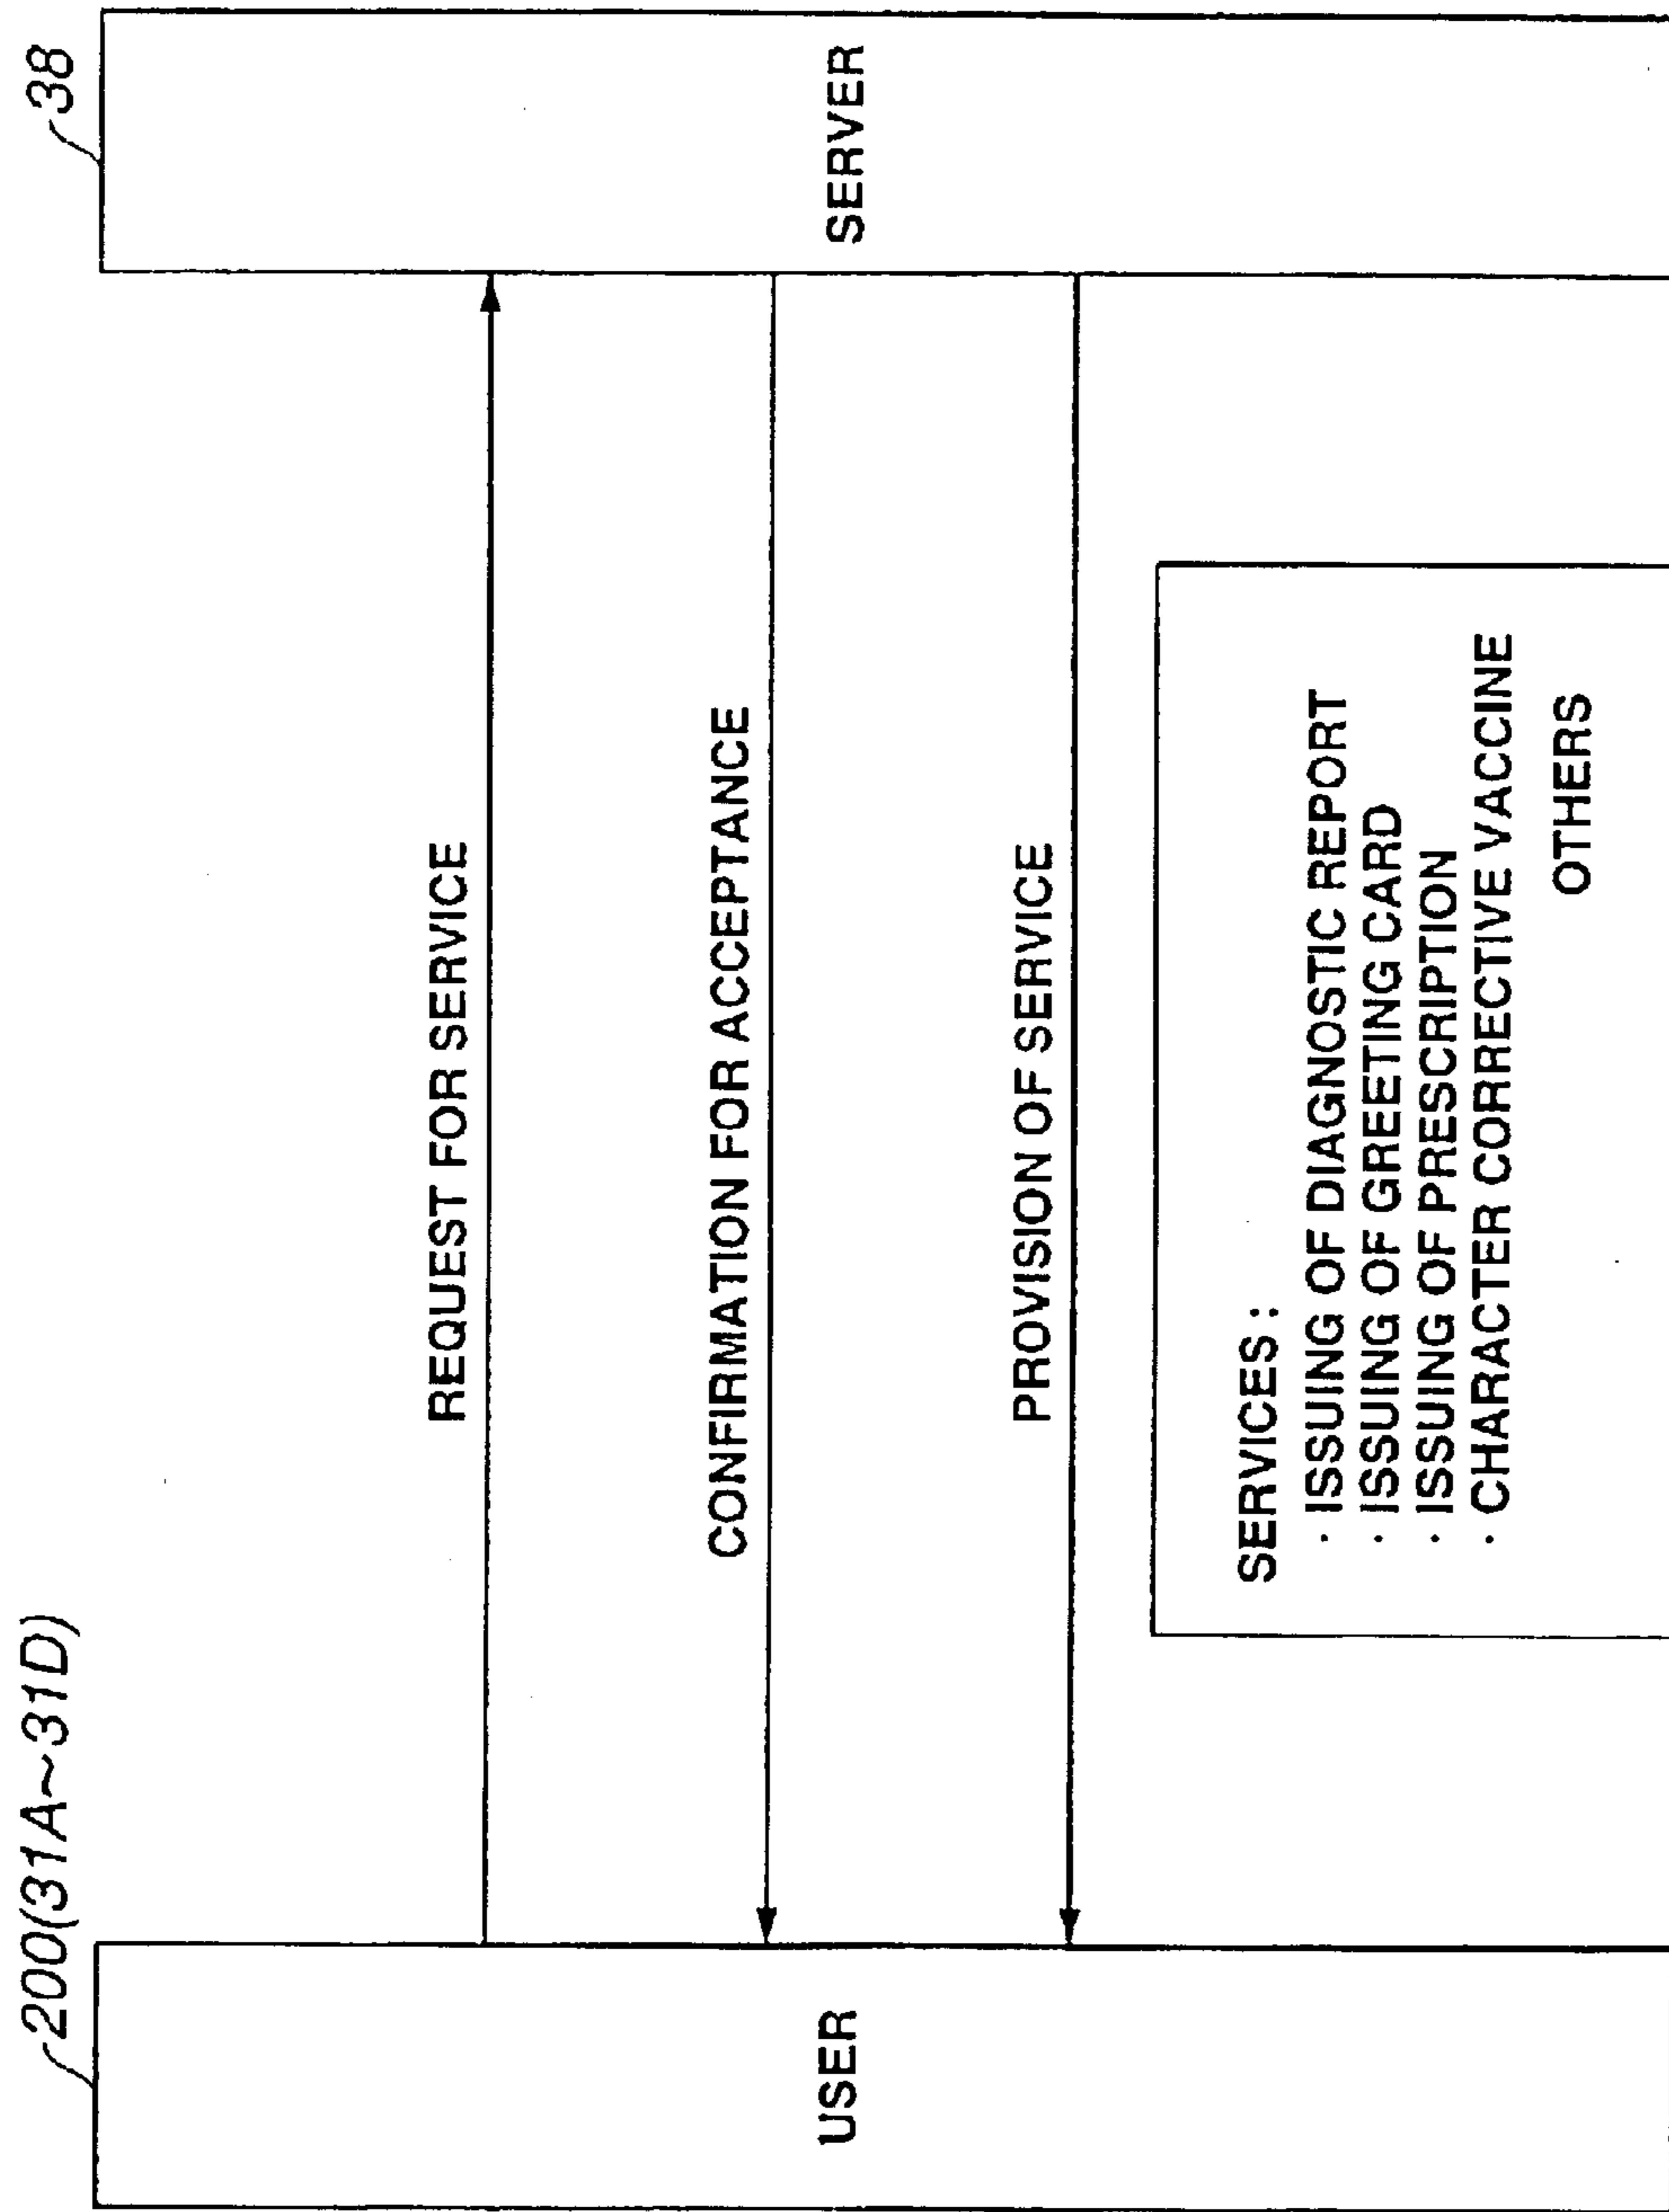 200(31A~31D)
38
USER
SERVER
REQUEST FOR SERVICE
CONFIRMATION FOR ACCEPTANCE
PROVISION OF SERVICE
SERVICES:
· ISSUING OF DIAGNOSTIC REPORT
· ISSUING OF GREETING CARD
· ISSUING OF PRESCRIPTION
· CHARACTER CORRECTIVE VACCINE
OTHERS